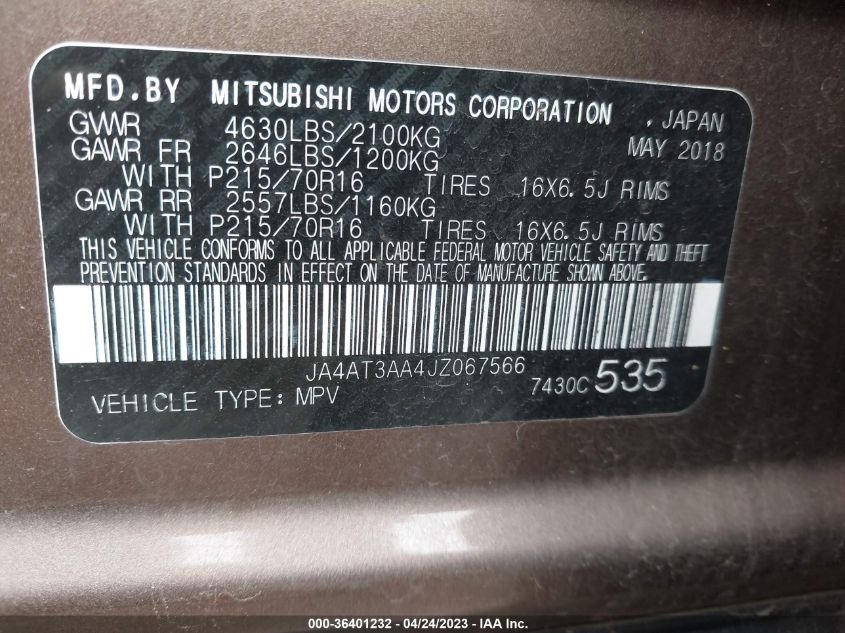 MFD.BY MITSUBISHI MOTORS CORPORATION , JAPAN
GVWR 4630LBS/2100KG MAY 2018
GAWR FR 2646LBS/1200KG
WITH P215/70R16 TIRES 16X6.5J RIMS
GAWR RR 2557LBS/1160KG
WITH P215/70R16 TIRES 16X6.5J RIMS
THIS VEHICLE CONFORMS TO ALL APPLICABLE FEDERAL MOTOR VEHICLE SAFETY AND THEFT
PREVENTION STANDARDS IN EFFECT ON THE DATE OF MANUFACTURE SHOWN ABOVE.
JA4AT3AA4JZ067566
VEHICLE TYPE: MPV 7430C 535
000-36401232 - 04/24/2023 - IAA Inc.